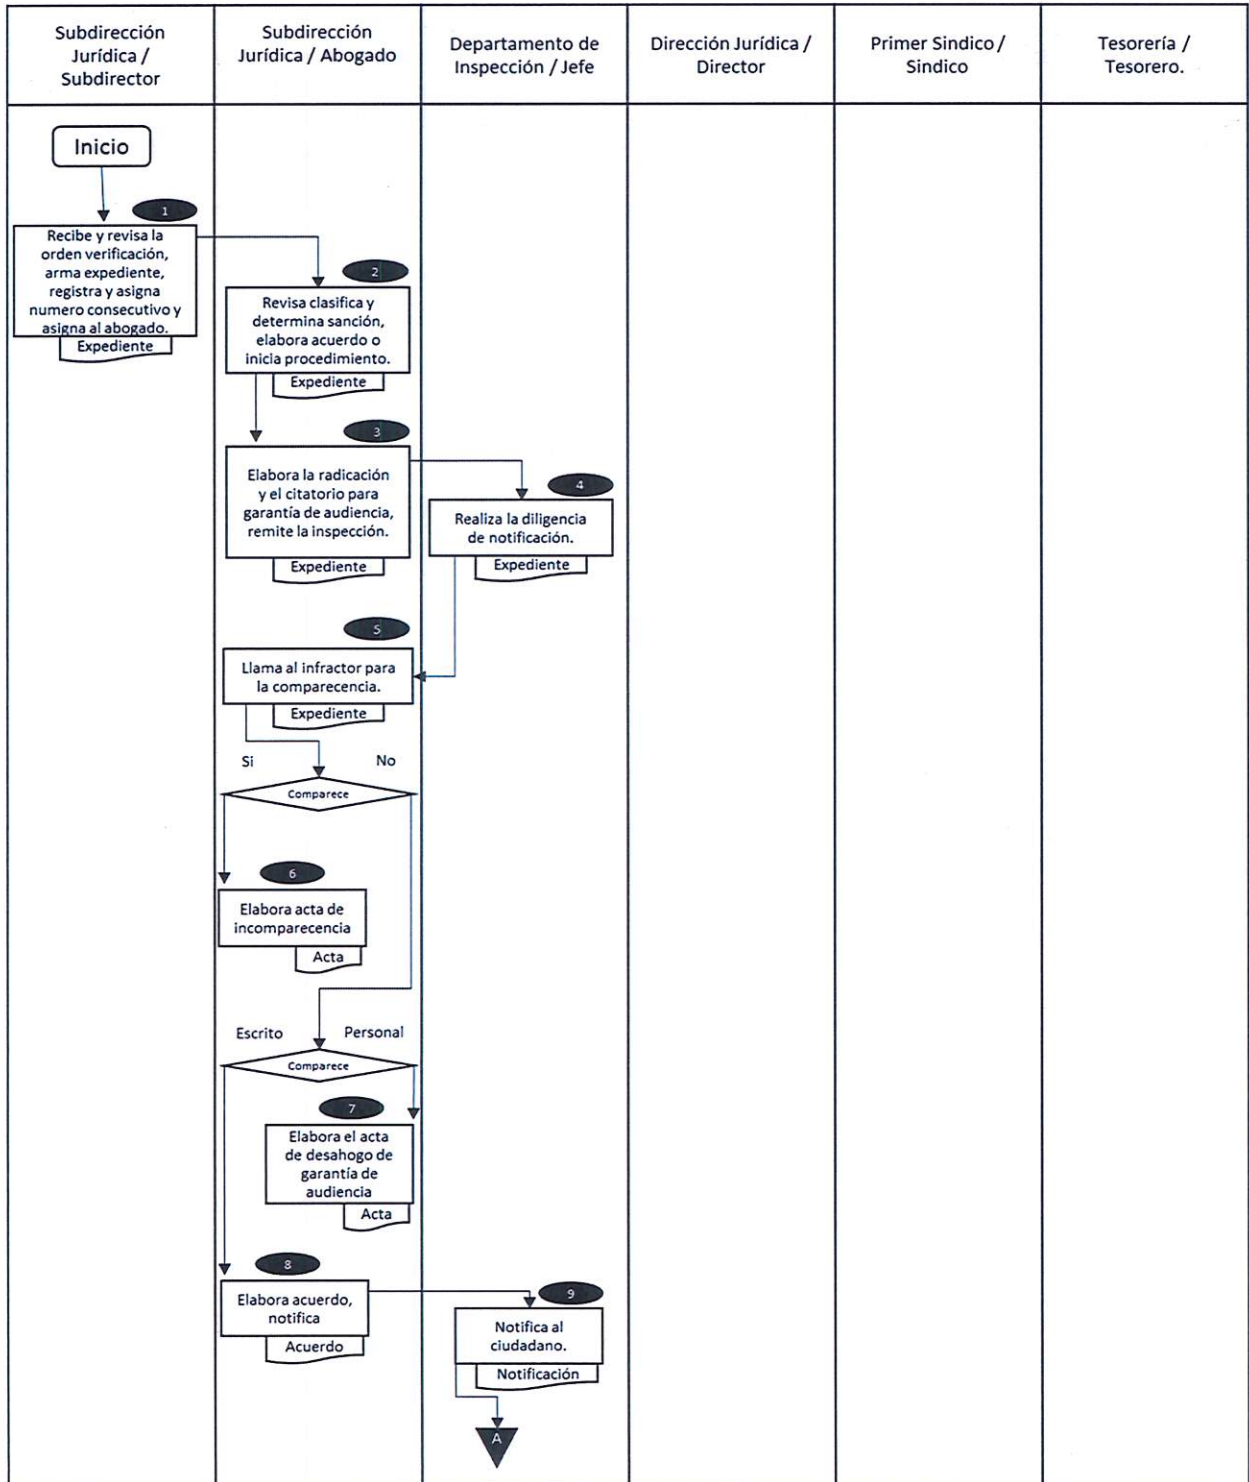 Subdirección
Jurídica /
Subdirector
Subdirección
Jurídica / Abogado
Departamento de
Inspección / Jefe
Dirección Jurídica /
Director
Primer Sindico /
Sindico
Tesorería /
Tesorero.
Inicio
1
Recibe y revisa la
orden verificación,
arma expediente,
registra y asigna
numero consecutivo y
asigna al abogado.
Expediente
2
Revisa clasifica y
determina sanción,
elabora acuerdo o
inicia procedimiento.
Expediente
3
Elabora la radicación
y el citatorio para
garantía de audiencia,
remite la inspección.
Expediente
4
Realiza la diligencia
de notificación.
Expediente
5
Llama al infractor para
la comparecencia.
Expediente
Si
No
Comparece
6
Elabora acta de
incomparecencia
Acta
Escrito
Personal
Comparece
7
Elabora el acta
de desahogo de
garantía de
audiencia
Acta
8
Elabora acuerdo,
notifica
Acuerdo
9
Notifica al
ciudadano.
Notificación
A